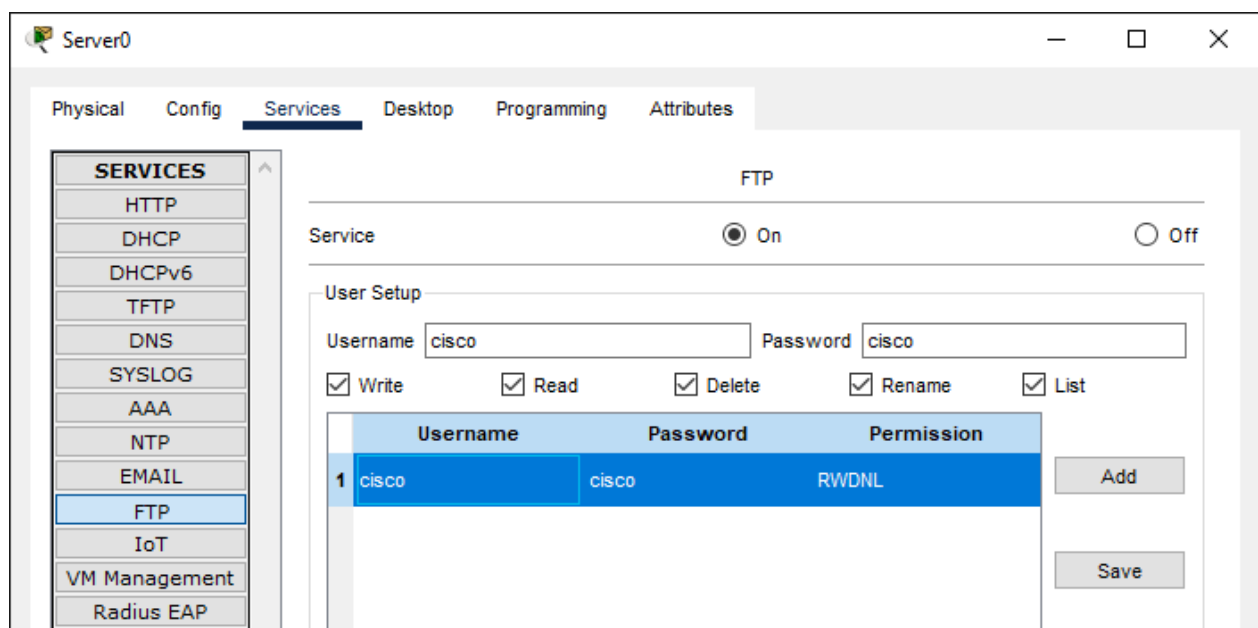 Server0
Physical Config Services Desktop Programming Attributes
SERVICES
HTTP
DHCP
DHCPv6
TFTP
DNS
SYSLOG
AAA
NTP
EMAIL
FTP
IoT
VM Management
Radius EAP
FTP
Service On Off
User Setup
Username cisco Password cisco
Write Read Delete Rename List
Username Password Permission
1 cisco cisco RWDNL
Add
Save